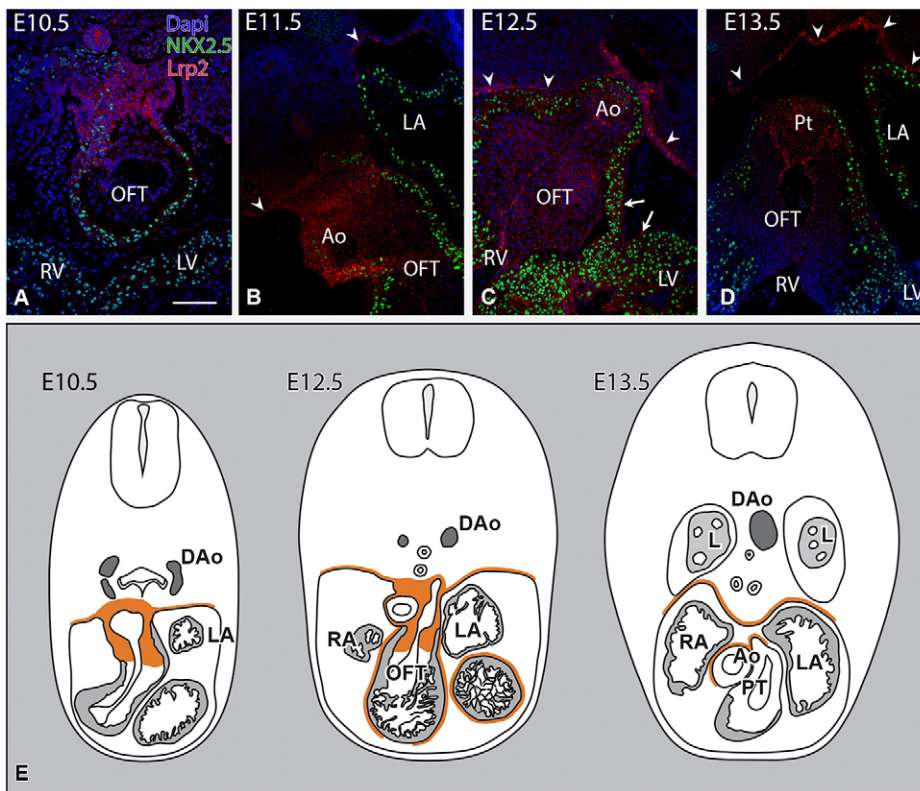 E10.5
Dapi
NKX2.5
Lrp2
OFT
RV
LV
A
E11.5
LA
Ao
OFT
B
E12.5
Ao
OFT
RV
LV
C
E13.5
Pt
LA
OFT
RV
LV
D
E10.5
DAo
LA
E12.5
DAo
RA
LA
OFT
E13.5
DAo
L
L
RA
Ao
LA
PT
E